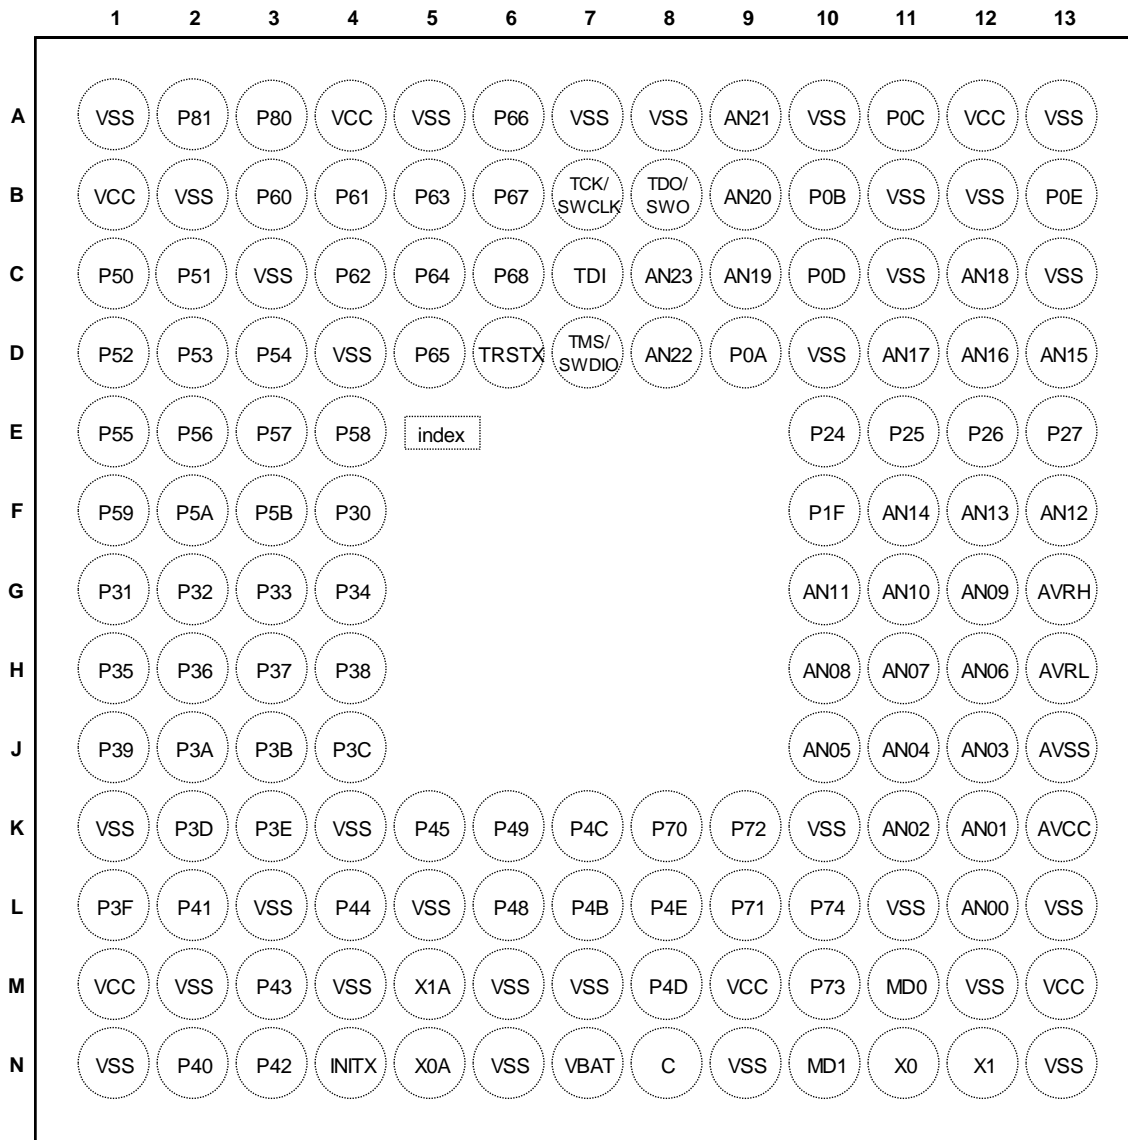 1 2 3 4 5 6 7 8 9 10 11 12 13
A VSS P81 P80 VCC VSS P66 VSS VSS AN21 VSS P0C VCC VSS
B VCC VSS P60 P61 P63 P67 TCK/ SWCLK TDO/ SWO AN20 P0B VSS VSS P0E
C P50 P51 VSS P62 P64 P68 TDI AN23 AN19 P0D VSS AN18 VSS
D P52 P53 P54 VSS P65 TRSTX TMS/ SWDIO AN22 P0A VSS AN17 AN16 AN15
E P55 P56 P57 P58 index P24 P25 P26 P27
F P59 P5A P5B P30 P1F AN14 AN13 AN12
G P31 P32 P33 P34 AN11 AN10 AN09 AVRH
H P35 P36 P37 P38 AN08 AN07 AN06 AVRL
J P39 P3A P3B P3C AN05 AN04 AN03 AVSS
K VSS P3D P3E VSS P45 P49 P4C P70 P72 VSS AN02 AN01 AVCC
L P3F P41 VSS P44 VSS P48 P4B P4E P71 P74 VSS AN00 VSS
M VCC VSS P43 VSS X1A VSS VSS P4D VCC P73 MD0 VSS VCC
N VSS P40 P42 INITX X0A VSS VBAT C VSS MD1 X0 X1 VSS